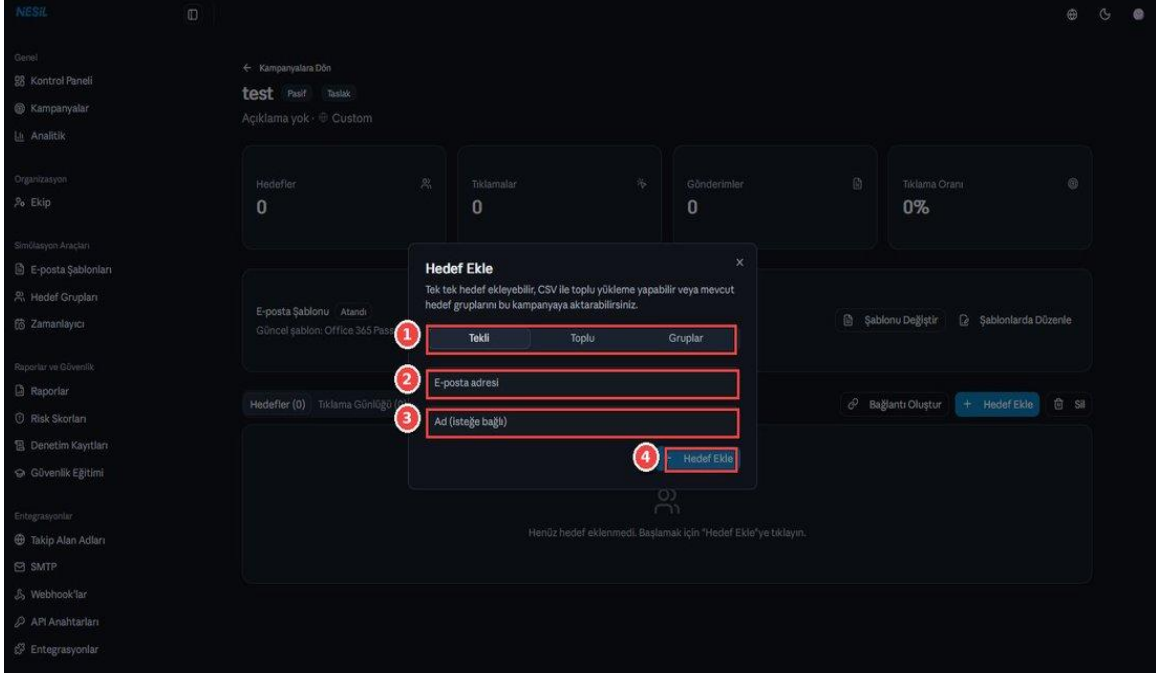 NESİL
Genel
Kontrol Paneli
Kampanyalar
Analitik
Organizasyon
Ekip
Simülasyon Araçları
E-posta Şablonları
Hedef Grupları
Zamanlayıcı
Raporlar ve Güvenlik
Raporlar
Risk Skorları
Denetim Kayıtları
Güvenlik Eğitimi
Entegrasyonlar
Takip Alan Adları
SMTP
Webhook'lar
API Anahtarları
Entegrasyonlar
← Kampanyalara Dön
test Pasif Taslak
Açıklama yok · Custom
Hedefler
0
Tıklamalar
0
Gönderimler
0
Tıklama Oranı
0%
E-posta Şablonu Atandı
Güncel şablon: Office 365 Pass
Şablonu Değiştir Şablonlarda Düzenle
Hedef Ekle ×
Tek tek hedef ekleyebilir, CSV ile toplu yükleme yapabilir veya mevcut
hedef gruplarını bu kampanyaya aktarabilirsiniz.
1 Tekli Toplu Gruplar
2 E-posta adresi
3 Ad (isteğe bağlı)
4 Hedef Ekle
Hedefler (0) Tıklama Günlüğü
Bağlantı Oluştur + Hedef Ekle Sil
Henüz hedef eklenmedi. Başlamak için "Hedef Ekle"ye tıklayın.